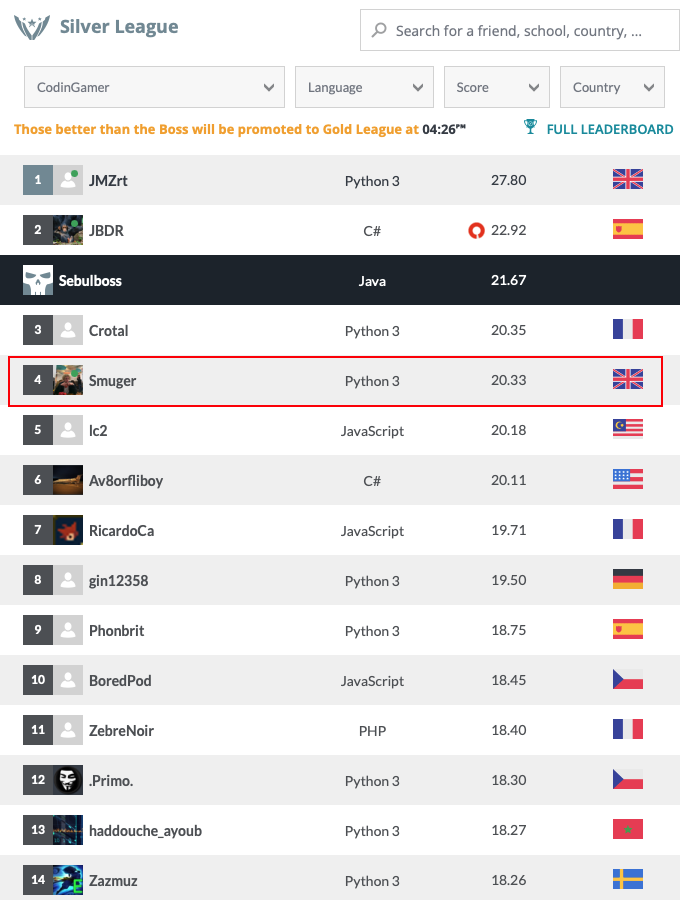 Silver League
Search for a friend, school, country, ...
CodinGamer Language Score Country
Those better than the Boss will be promoted to Gold League at 04:26PM FULL LEADERBOARD
1 JMZrt Python 3 27.80
2 JBDR C# 22.92
Sebulboss Java 21.67
3 Crotal Python 3 20.35
4 Smuger Python 3 20.33
5 lc2 JavaScript 20.18
6 Av8orfliboy C# 20.11
7 RicardoCa JavaScript 19.71
8 gin12358 Python 3 19.50
9 Phonbrit Python 3 18.75
10 BoredPod JavaScript 18.45
11 ZebreNoir PHP 18.40
12 .Primo. Python 3 18.30
13 haddouche_ayoub Python 3 18.27
14 Zazmuz Python 3 18.26